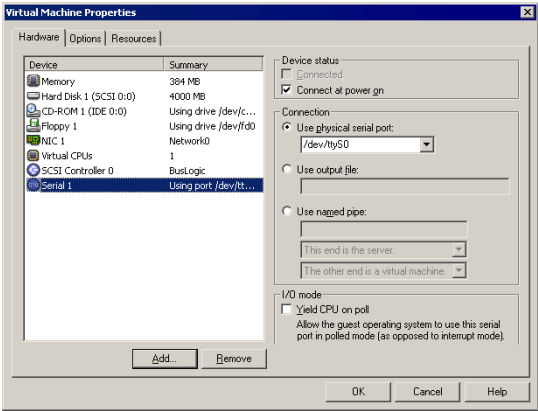 Virtual Machine Properties
Hardware Options Resources
Device Summary
Memory 384 MB
Hard Disk 1 (SCSI 0:0) 4000 MB
CD-ROM 1 (IDE 0:0) Using drive /dev/c...
Floppy 1 Using drive /dev/fd0
NIC 1 Network0
Virtual CPUs 1
SCSI Controller 0 BusLogic
Serial 1 Using port /dev/tt...
Add... Remove
Device status
Connected
Connect at power on
Connection
Use physical serial port:
/dev/ttyS0
Use output file:
Use named pipe:
This end is the server.
The other end is a virtual machine.
I/O mode
Yield CPU on poll
Allow the guest operating system to use this serial
port in polled mode (as opposed to interrupt mode).
OK Cancel Help